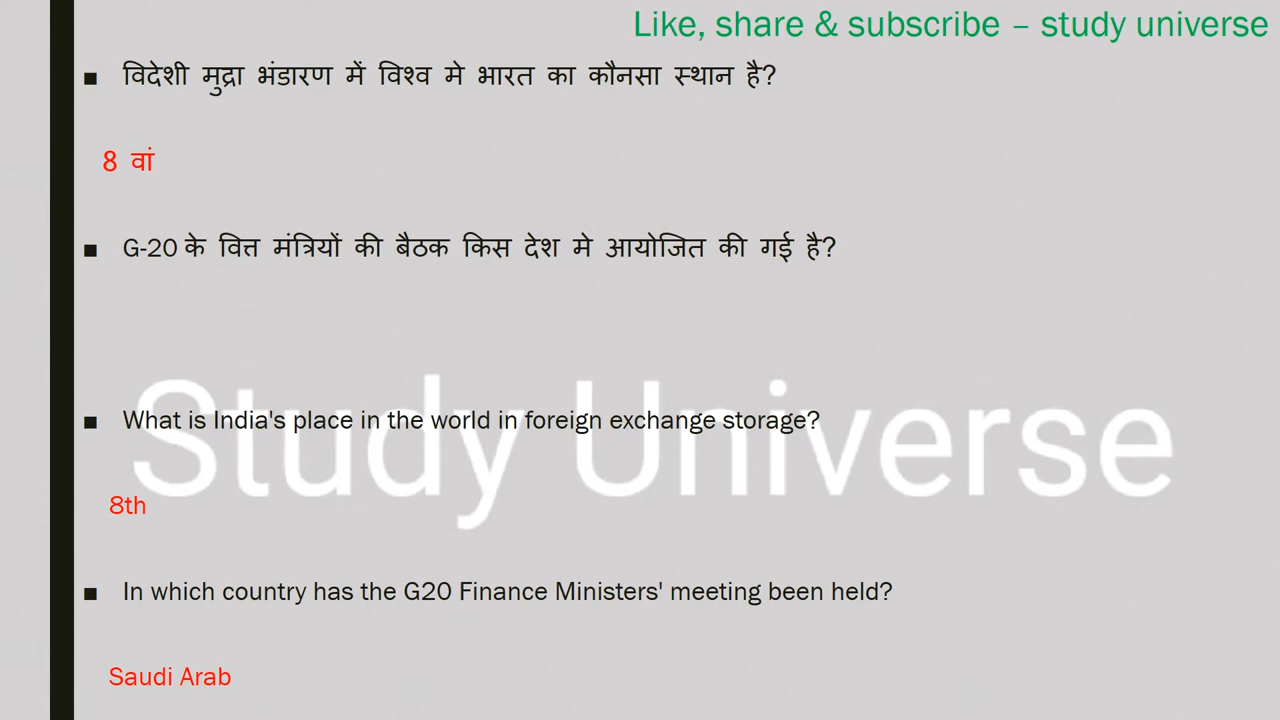 Like, share & subscribe – study universe
▪ विदेशी मुद्रा भंडारण में विश्व मे भारत का कौनसा स्थान है?
8 वां
▪ G-20 के वित्त मंत्रियों की बैठक किस देश मे आयोजित की गई है?
Study Universe
▪ What is India's place in the world in foreign exchange storage?
8th
▪ In which country has the G20 Finance Ministers' meeting been held?
Saudi Arab